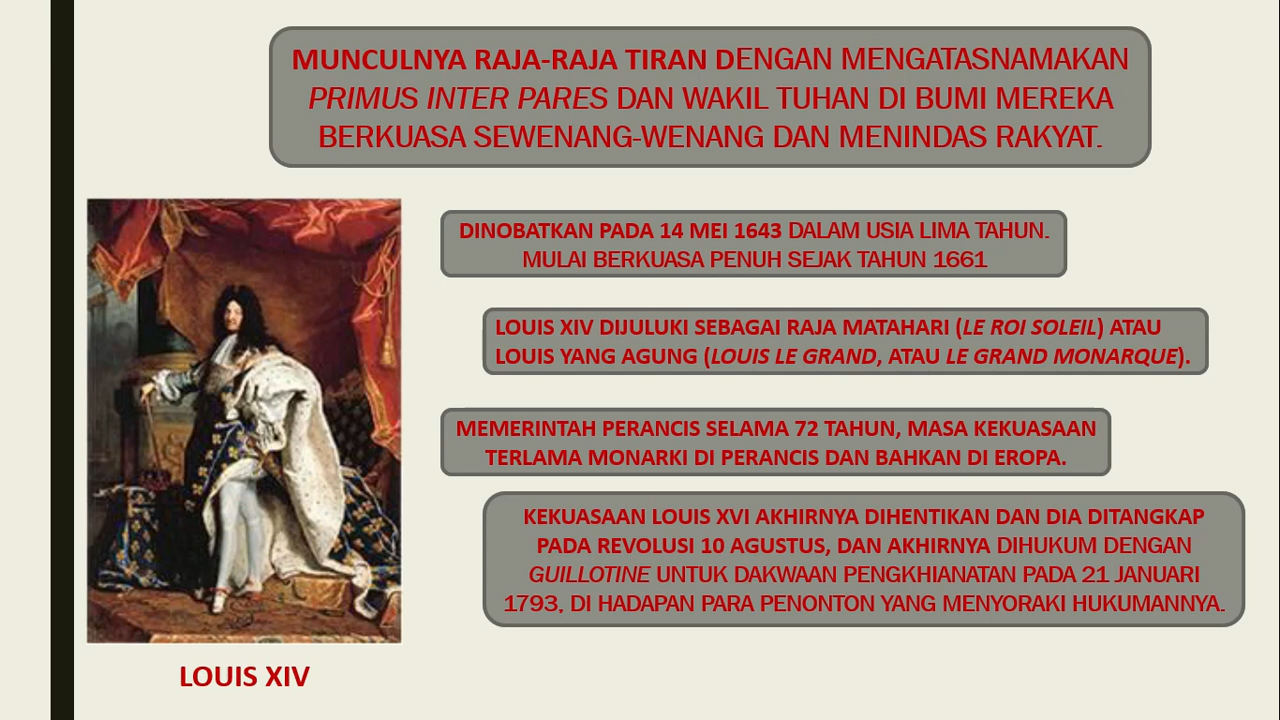 MUNCULNYA RAJA-RAJA TIRAN DENGAN MENGATASNAMAKAN
PRIMUS INTER PARES DAN WAKIL TUHAN DI BUMI MEREKA
BERKUASA SEWENANG-WENANG DAN MENINDAS RAKYAT.
DINOBATKAN PADA 14 MEI 1643 DALAM USIA LIMA TAHUN.
MULAI BERKUASA PENUH SEJAK TAHUN 1661
LOUIS XIV DIJULUKI SEBAGAI RAJA MATAHARI (LE ROI SOLEIL) ATAU
LOUIS YANG AGUNG (LOUIS LE GRAND, ATAU LE GRAND MONARQUE).
MEMERINTAH PERANCIS SELAMA 72 TAHUN, MASA KEKUASAAN
TERLAMA MONARKI DI PERANCIS DAN BAHKAN DI EROPA.
KEKUASAAN LOUIS XVI AKHIRNYA DIHENTIKAN DAN DIA DITANGKAP
PADA REVOLUSI 10 AGUSTUS, DAN AKHIRNYA DIHUKUM DENGAN
GUILLOTINE UNTUK DAKWAAN PENGKHIANATAN PADA 21 JANUARI
1793, DI HADAPAN PARA PENONTON YANG MENYORAKI HUKUMANNYA.
LOUIS XIV